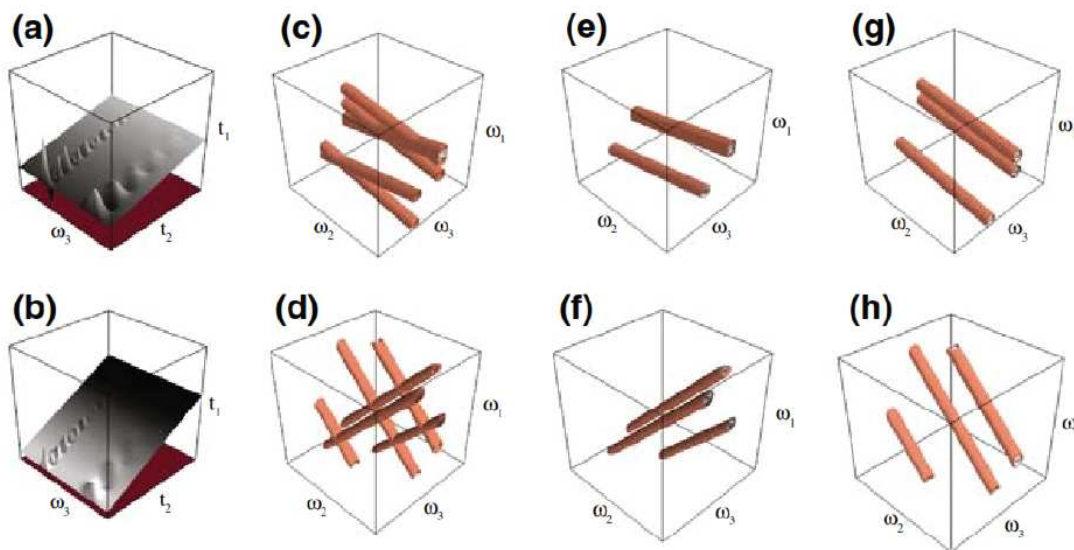 (a) (c) (e) (g)
t₁ ω₁ ω₁ ω
ω₃ t₂ ω₂ ω₃ ω₂ ω₃ ω₂ ω₃
(b) (d) (f) (h)
t₁ ω₁ ω₁ ω
ω₃ t₂ ω₂ ω₃ ω₂ ω₃ ω₂ ω₃